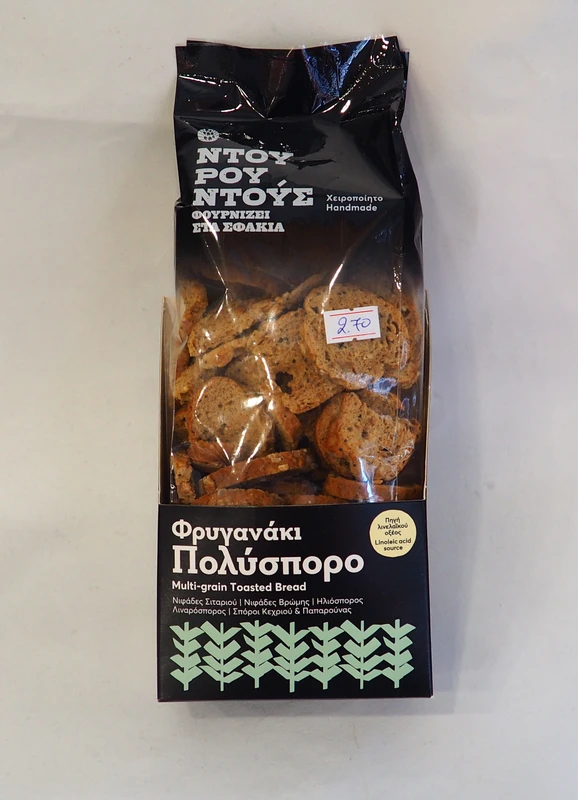 ΝΤΟΥ
ΡΟΥ
ΝΤΟΎΣ
ΦΟΥΡΝΙΖΕΙ
ΣΤΑ ΣΦΑΚΙΑ
Χειροποίητο
Handmade
2.70
Φρυγανάκι
Πολύσπορο
Multi-grain Toasted Bread
Νιφάδες Σιταριού | Νιφάδες Βρώμης | Ηλιόσπορος
Λιναρόσπορος | Σπόροι Κεχριού & Παπαρούνας
Πηγή
λινελαϊκού
οξέος
Linoleic acid
source